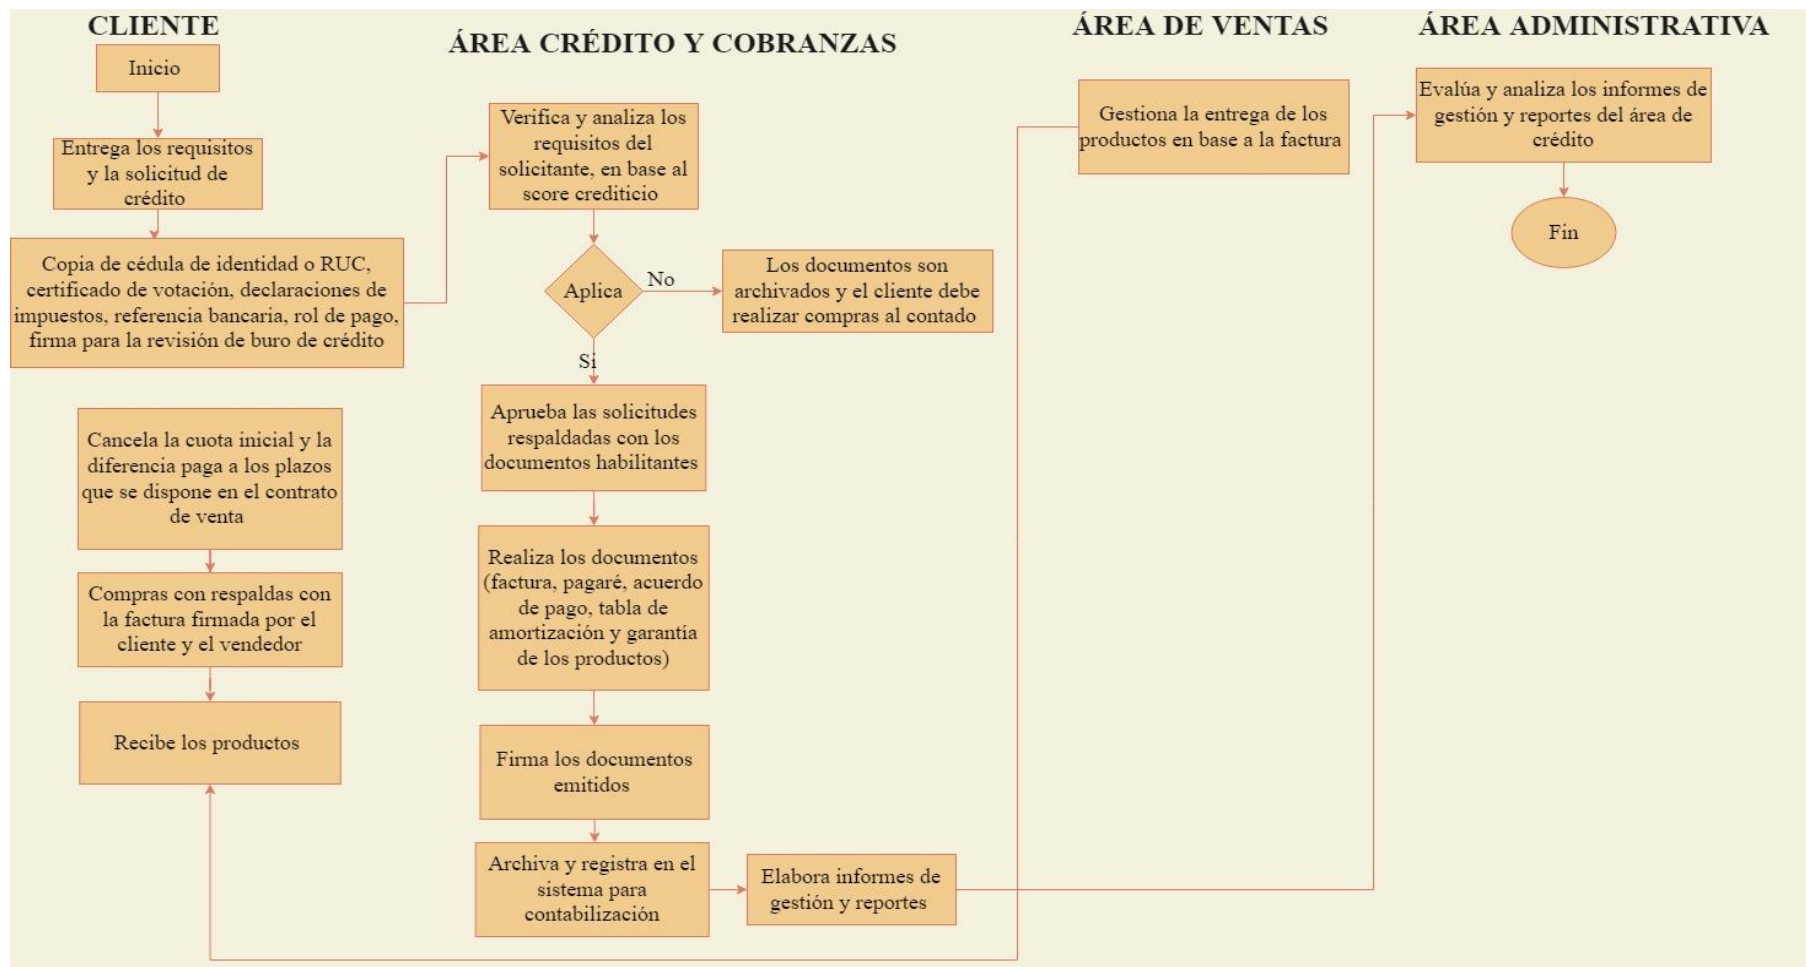 CLIENTE
Inicio
Entrega los requisitos
y la solicitud de
crédito
Copia de cédula de identidad o RUC,
certificado de votación, declaraciones de
impuestos, referencia bancaria, rol de pago,
firma para la revisión de buro de crédito
Cancela la cuota inicial y la
diferencia paga a los plazos
que se dispone en el contrato
de venta
Compras con respaldas con
la factura firmada por el
cliente y el vendedor
Recibe los productos
ÁREA CRÉDITO Y COBRANZAS
Verifica y analiza los
requisitos del
solicitante, en base al
score crediticio
Aplica
No
Los documentos son
archivados y el cliente debe
realizar compras al contado
Si
Aprueba las solicitudes
respaldadas con los
documentos habilitantes
Realiza los documentos
(factura, pagaré, acuerdo
de pago, tabla de
amortización y garantía
de los productos)
Firma los documentos
emitidos
Archiva y registra en el
sistema para
contabilización
Elabora informes de
gestión y reportes
ÁREA DE VENTAS
Gestiona la entrega de los
productos en base a la factura
ÁREA ADMINISTRATIVA
Evalúa y analiza los informes de
gestión y reportes del área de
crédito
Fin